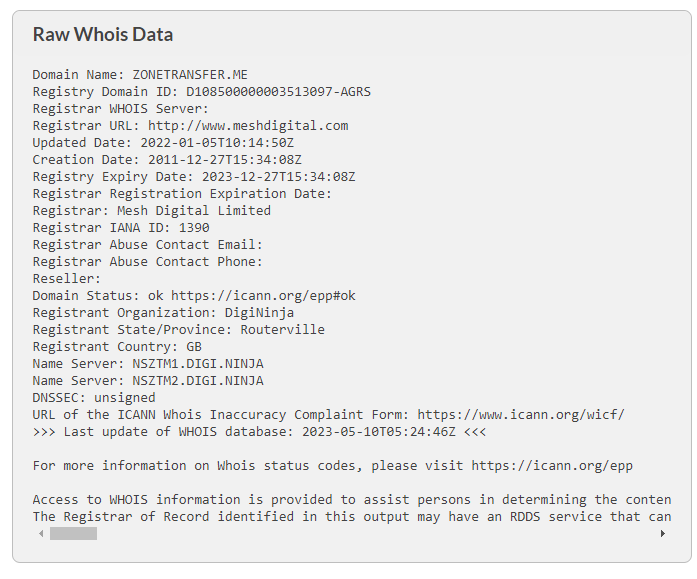 Raw Whois Data
Domain Name: ZONETRANSFER.ME
Registry Domain ID: D108500000003513097-AGRS
Registrar WHOIS Server:
Registrar URL: http://www.meshdigital.com
Updated Date: 2022-01-05T10:14:50Z
Creation Date: 2011-12-27T15:34:08Z
Registry Expiry Date: 2023-12-27T15:34:08Z
Registrar Registration Expiration Date:
Registrar: Mesh Digital Limited
Registrar IANA ID: 1390
Registrar Abuse Contact Email:
Registrar Abuse Contact Phone:
Reseller:
Domain Status: ok https://icann.org/epp#ok
Registrant Organization: DigiNinja
Registrant State/Province: Routerville
Registrant Country: GB
Name Server: NSZTM1.DIGI.NINJA
Name Server: NSZTM2.DIGI.NINJA
DNSSEC: unsigned
URL of the ICANN Whois Inaccuracy Complaint Form: https://www.icann.org/wicf/
>>> Last update of WHOIS database: 2023-05-10T05:24:46Z <<<
For more information on Whois status codes, please visit https://icann.org/epp
Access to WHOIS information is provided to assist persons in determining the conten
The Registrar of Record identified in this output may have an RDDS service that can